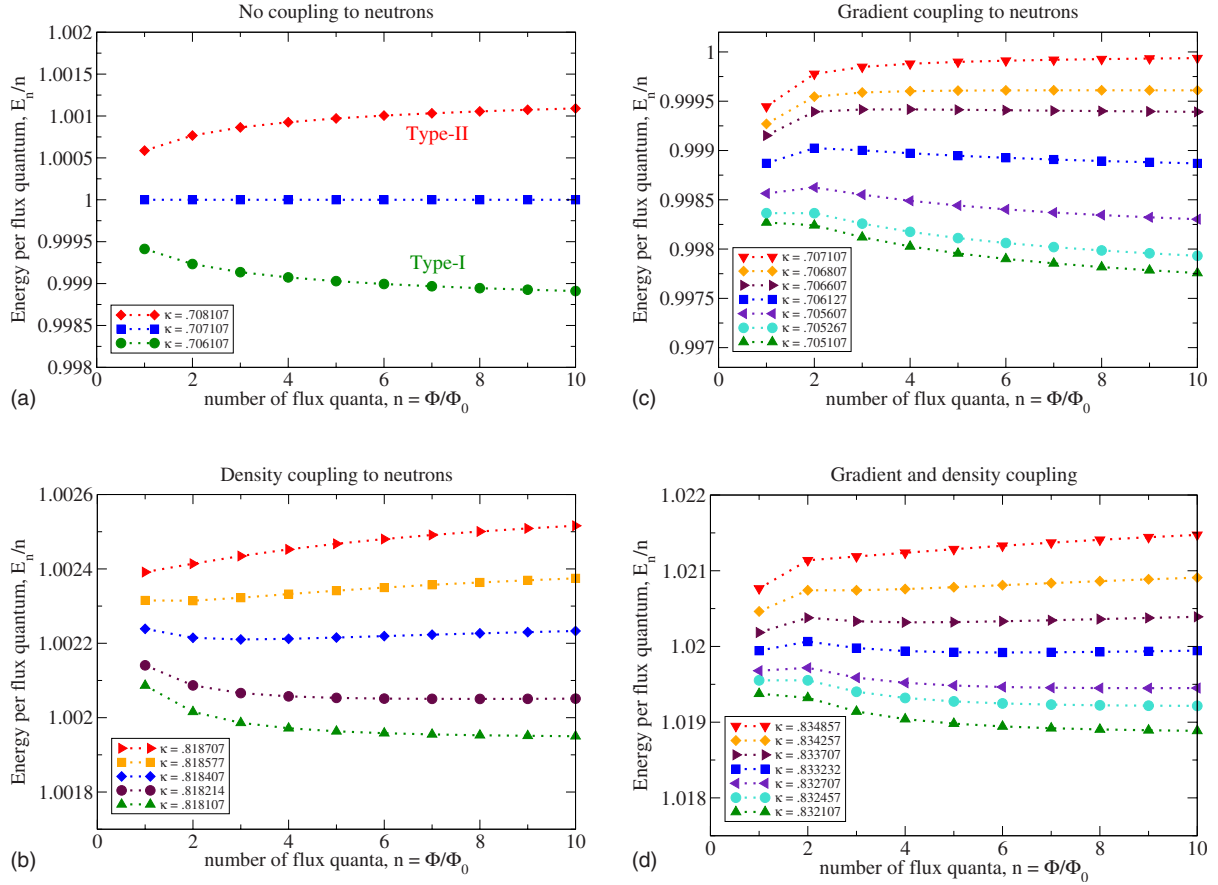 No coupling to neutrons
Energy per flux quantum, E_n/n
1.002
1.0015
1.001
1.0005
1
0.9995
0.999
0.9985
0.998
Type-II
Type-I
κ = .708107
κ = .707107
κ = .706107
0 2 4 6 8 10
(a)
number of flux quanta, n = Φ/Φ₀
Gradient coupling to neutrons
Energy per flux quantum, E_n/n
1
0.9995
0.999
0.9985
0.998
0.9975
0.997
κ = .707107
κ = .706807
κ = .706607
κ = .706127
κ = .705607
κ = .705267
κ = .705107
0 2 4 6 8 10
(c)
number of flux quanta, n = Φ/Φ₀
Density coupling to neutrons
Energy per flux quantum, E_n/n
1.0026
1.0024
1.0022
1.002
1.0018
κ = .818707
κ = .818577
κ = .818407
κ = .818214
κ = .818107
0 2 4 6 8 10
(b)
number of flux quanta, n = Φ/Φ₀
Gradient and density coupling
Energy per flux quantum, E_n/n
1.022
1.021
1.02
1.019
1.018
κ = .834857
κ = .834257
κ = .833707
κ = .833232
κ = .832707
κ = .832457
κ = .832107
0 2 4 6 8 10
(d)
number of flux quanta, n = Φ/Φ₀